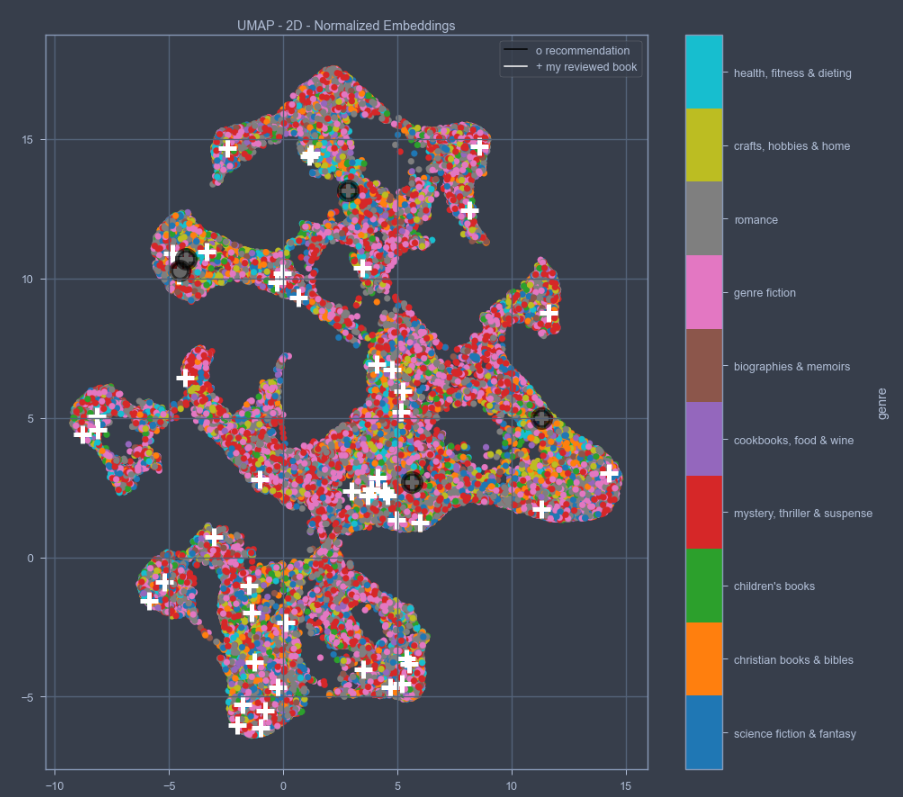 UMAP - 2D - Normalized Embeddings
o recommendation
+ my reviewed book
15
10
5
0
−5
−10
−5
0
5
10
15
health, fitness & dieting
crafts, hobbies & home
romance
genre fiction
biographies & memoirs
cookbooks, food & wine
mystery, thriller & suspense
children's books
christian books & bibles
science fiction & fantasy
genre